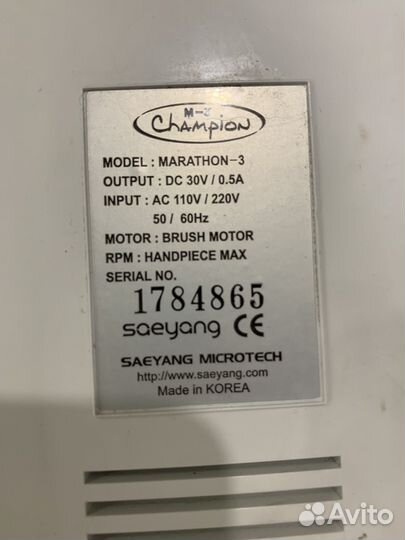 M-3
Champion
MODEL : MARATHON-3
OUTPUT : DC 30V / 0.5A
INPUT : AC 110V / 220V
50 / 60Hz
MOTOR : BRUSH MOTOR
RPM : HANDPIECE MAX
SERIAL NO.
1784865
saeyang CE
SAEYANG MICROTECH
http://www.saeyang.com
Made in KOREA
Avito